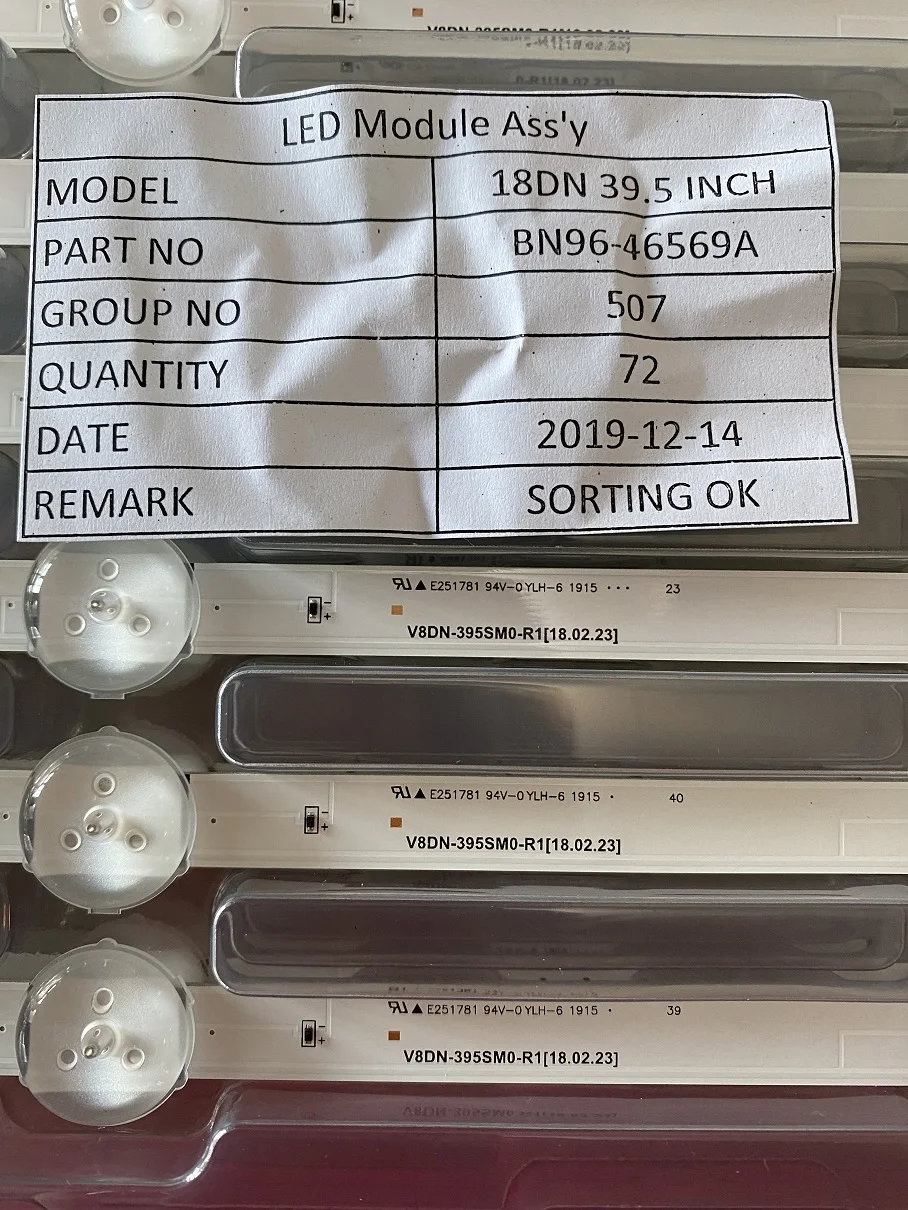 LED Module Ass'y
MODEL 18DN 39.5 INCH
PART NO BN96-46569A
GROUP NO 507
QUANTITY 72
DATE 2019-12-14
REMARK SORTING OK
E251781 94V-0 YLH-6 1915 ··· 23
- +
V8DN-395SM0-R1[18.02.23]
E251781 94V-0 YLH-6 1915 · 40
- +
V8DN-395SM0-R1[18.02.23]
E251781 94V-0 YLH-6 1915 · 39
- +
V8DN-395SM0-R1[18.02.23]